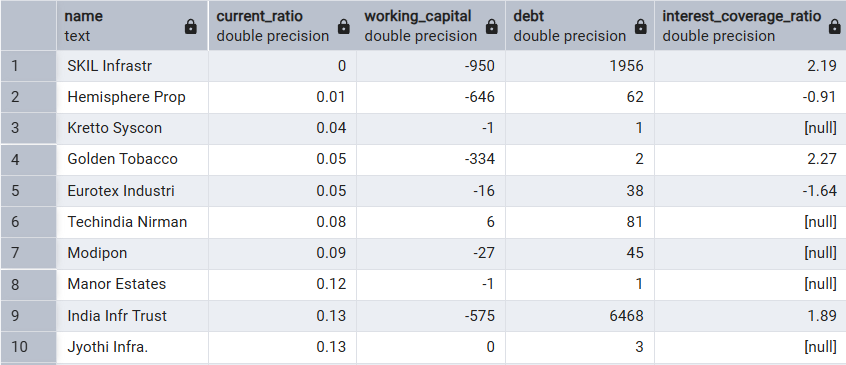 name current_ratio working_capital debt interest_coverage_ratio
text double precision double precision double precision double precision
1 SKIL Infrastr 0 -950 1956 2.19
2 Hemisphere Prop 0.01 -646 62 -0.91
3 Kretto Syscon 0.04 -1 1 [null]
4 Golden Tobacco 0.05 -334 2 2.27
5 Eurotex Industri 0.05 -16 38 -1.64
6 Techindia Nirman 0.08 6 81 [null]
7 Modipon 0.09 -27 45 [null]
8 Manor Estates 0.12 -1 1 [null]
9 India Infr Trust 0.13 -575 6468 1.89
10 Jyothi Infra. 0.13 0 3 [null]